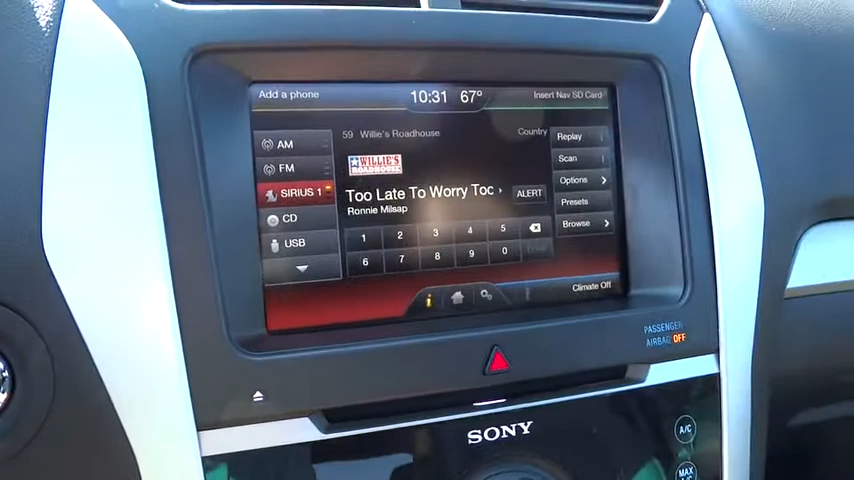 Add a phone
10:31 67°
Insert Nav SD Card
AM
FM
SIRIUS 1
CD
USB
59 Willie's Roadhouse
Country
WILLIE'S
ROADHOUSE
Too Late To Worry Too
Ronnie Milsap
ALERT
1 2 3 4 5
6 7 8 9 0
Replay
Scan
Options
Presets
Browse
Climate Off
PASSENGER
AIRBAG OFF
SONY
A/C
MAX